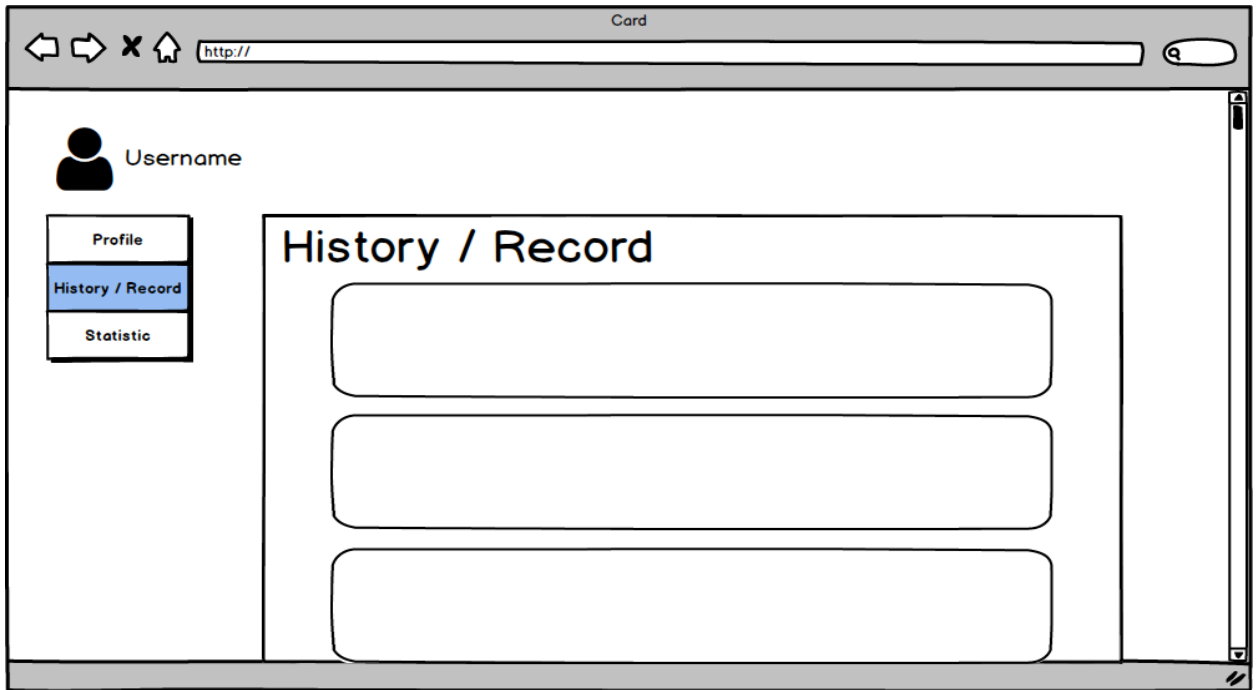 Card
http://
Username
Profile
History / Record
Statistic
History / Record